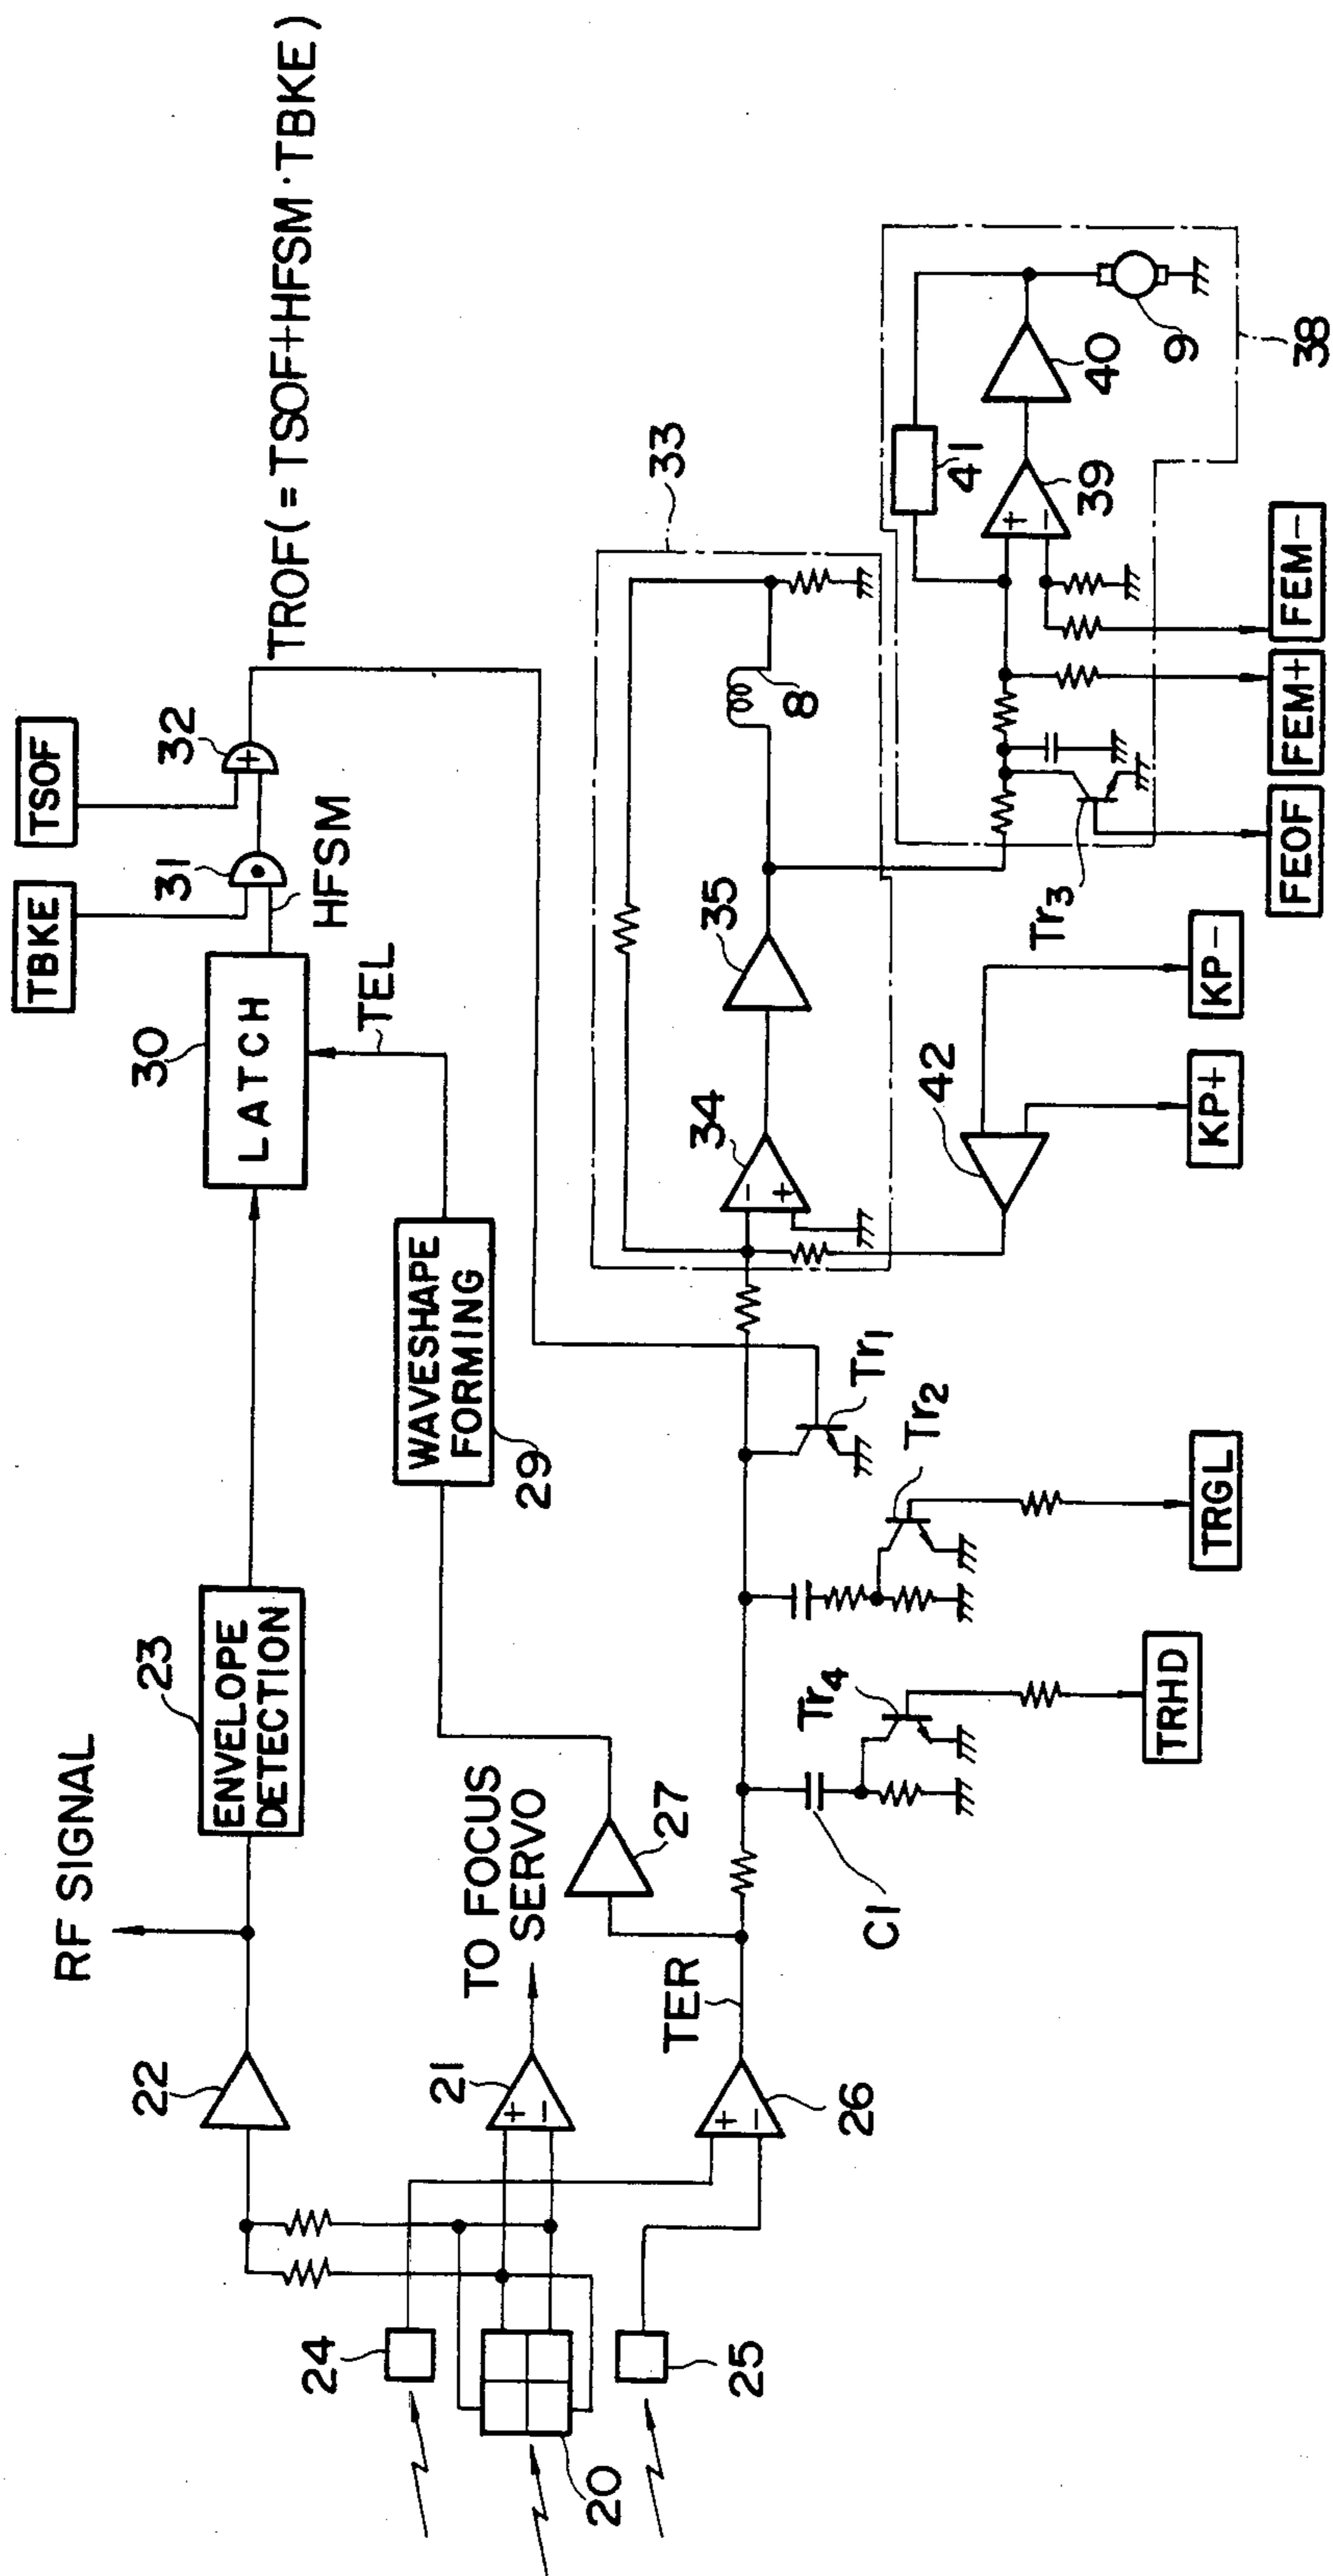 RF SIGNAL
22
23
ENVELOPE
DETECTION
30
LATCH
TBKE
31
HFSM
TSOF
32
TROF(=TSOF+HFSM·TBKE)
TEL
WAVESHAPE
FORMING
29
24
20
25
21
TO FOCUS
SERVO
27
26
TER
C1
Tr4
TRHD
Tr2
TRGL
Tr1
33
34
35
8
42
KP+
KP-
Tr3
41
39
40
9
38
FEOF
FEM+
FEM-